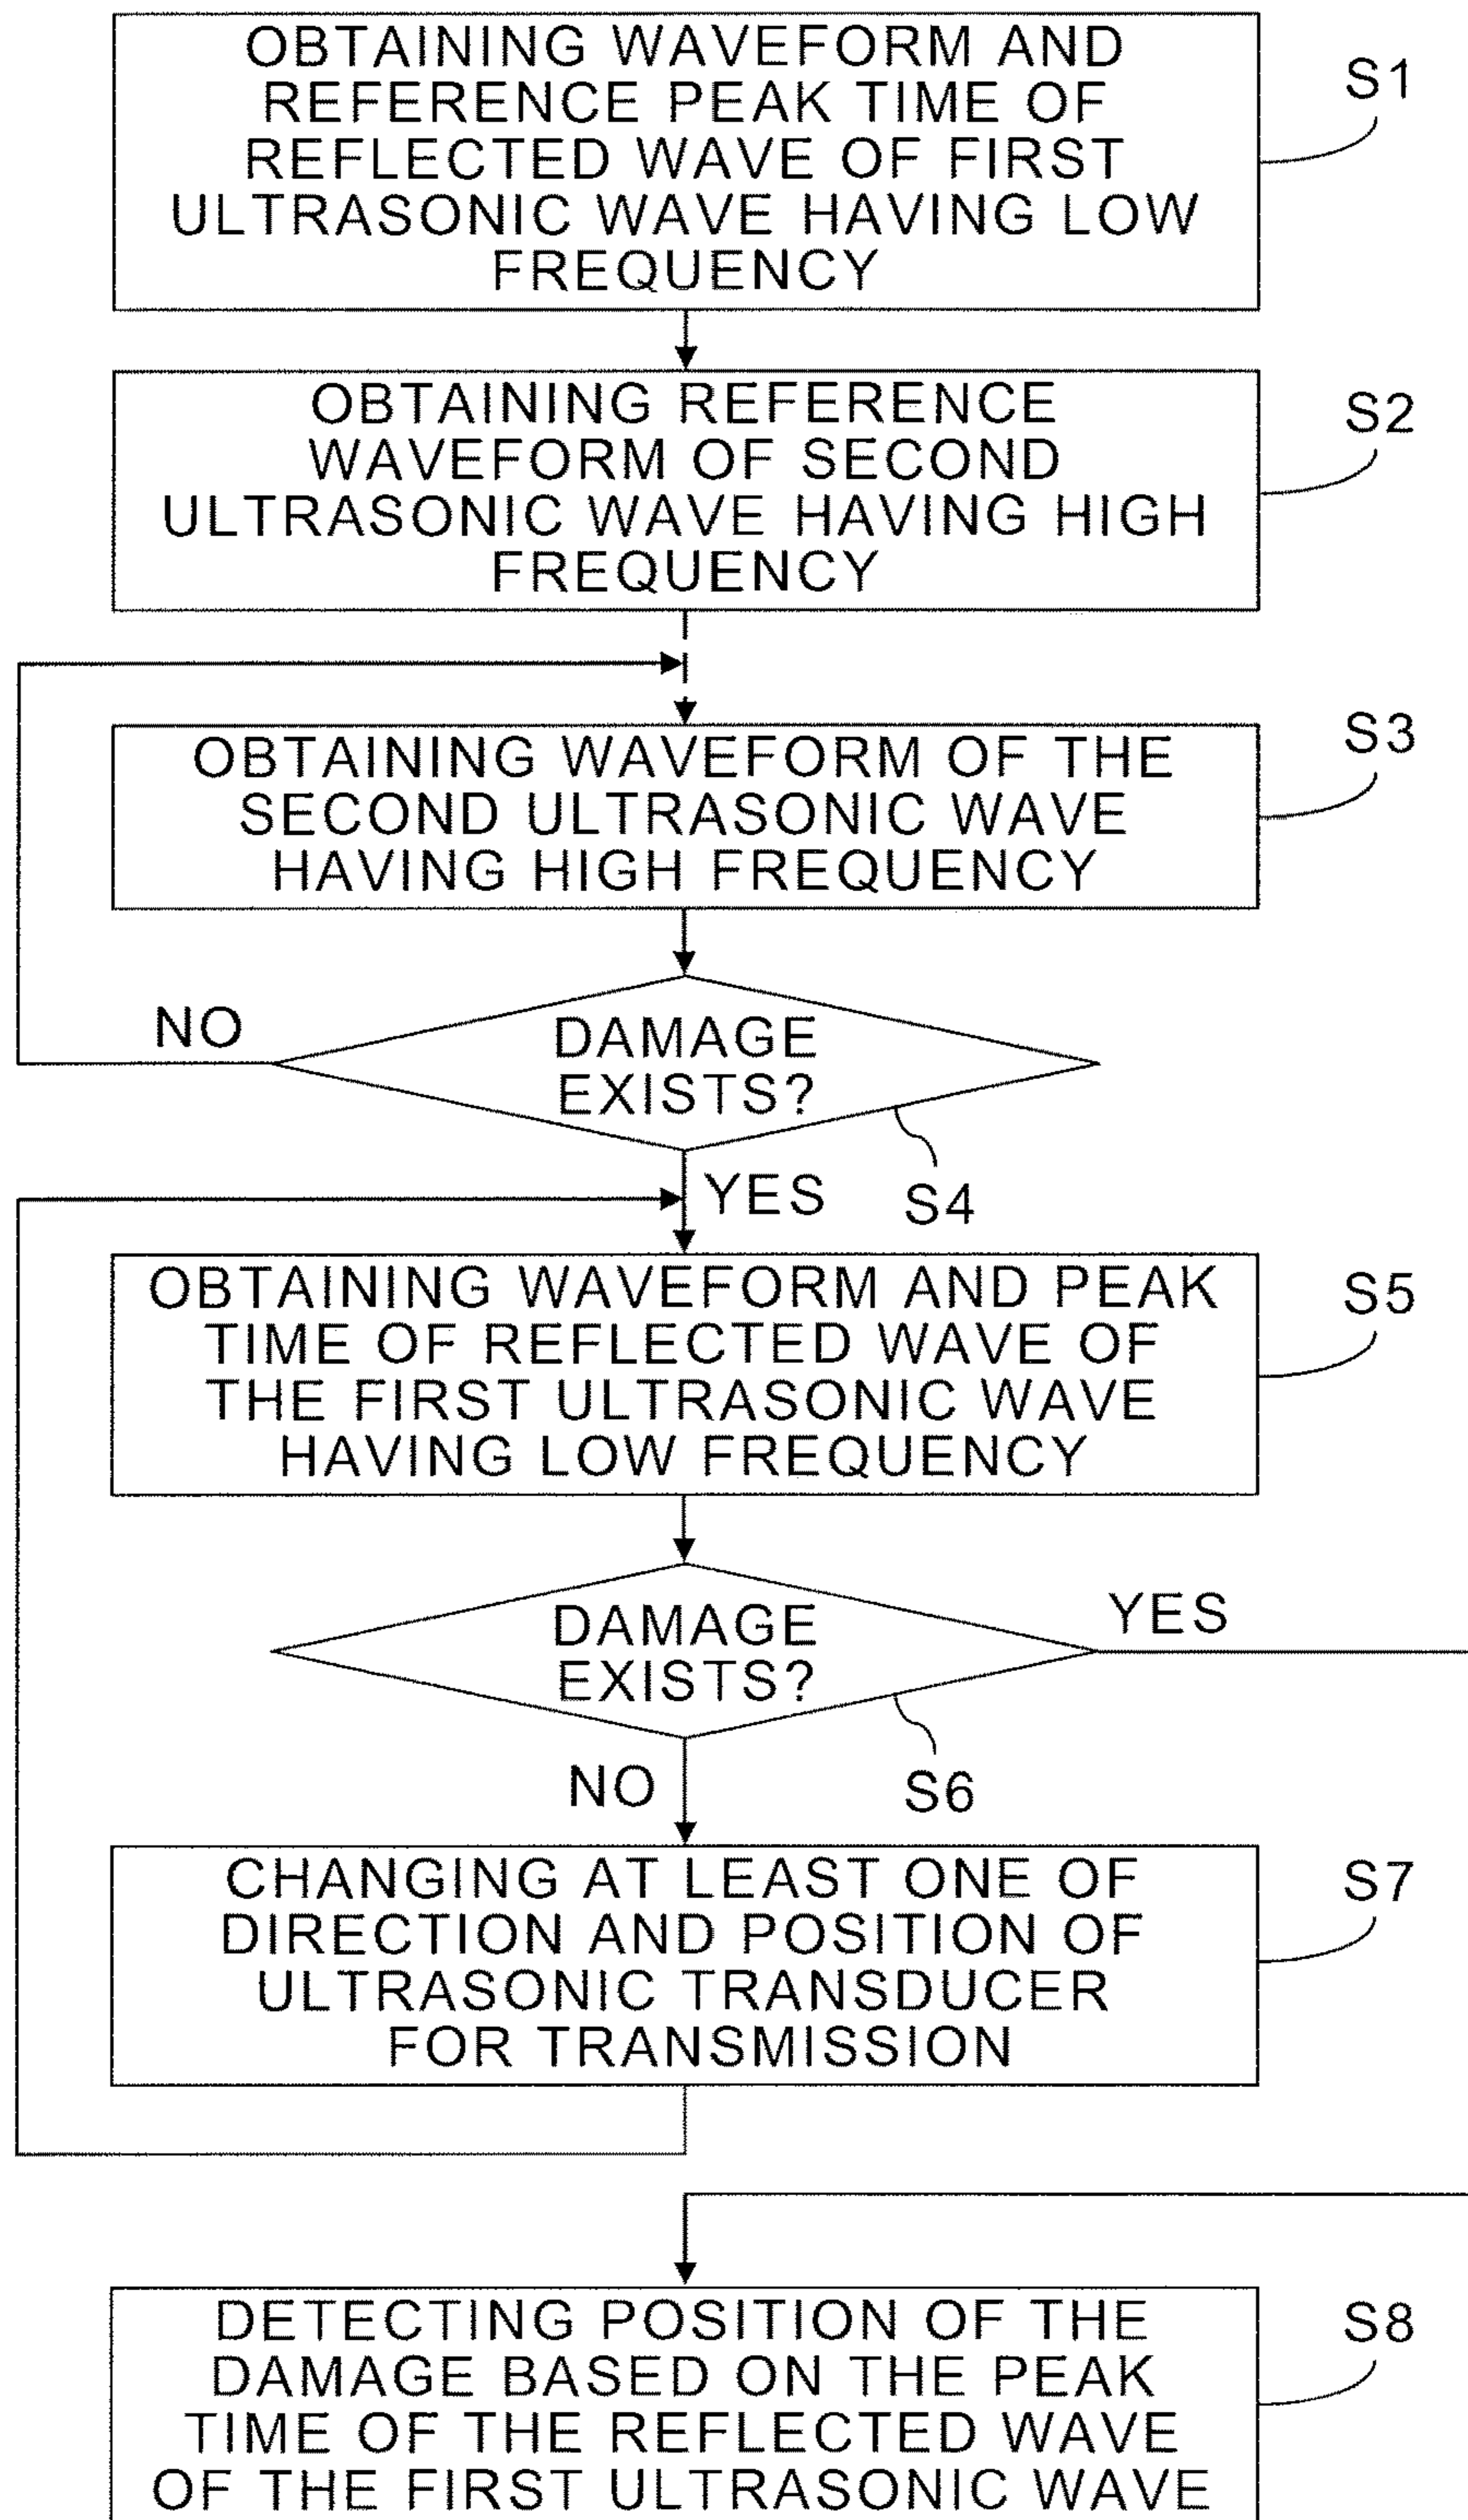 OBTAINING WAVEFORM AND
REFERENCE PEAK TIME OF
REFLECTED WAVE OF FIRST
ULTRASONIC WAVE HAVING LOW
FREQUENCY
S1
OBTAINING REFERENCE
WAVEFORM OF SECOND
ULTRASONIC WAVE HAVING HIGH
FREQUENCY
S2
OBTAINING WAVEFORM OF THE
SECOND ULTRASONIC WAVE
HAVING HIGH FREQUENCY
S3
NO
DAMAGE
EXISTS?
S4
YES
OBTAINING WAVEFORM AND PEAK
TIME OF REFLECTED WAVE OF
THE FIRST ULTRASONIC WAVE
HAVING LOW FREQUENCY
S5
DAMAGE
EXISTS?
YES
S6
NO
CHANGING AT LEAST ONE OF
DIRECTION AND POSITION OF
ULTRASONIC TRANSDUCER
FOR TRANSMISSION
S7
DETECTING POSITION OF THE
DAMAGE BASED ON THE PEAK
TIME OF THE REFLECTED WAVE
OF THE FIRST ULTRASONIC WAVE
S8